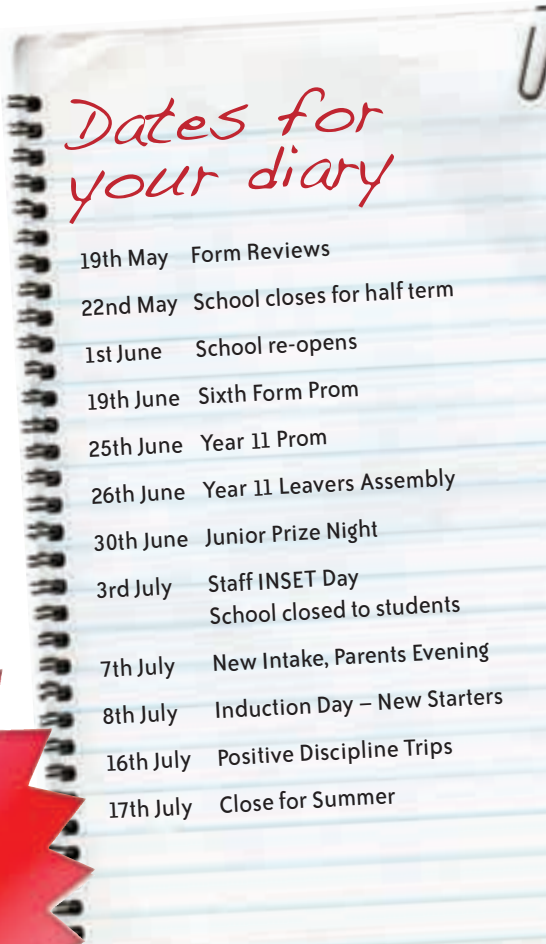 Dates for
your diary
19th May Form Reviews
22nd May School closes for half term
1st June School re-opens
19th June Sixth Form Prom
25th June Year 11 Prom
26th June Year 11 Leavers Assembly
30th June Junior Prize Night
3rd July Staff INSET Day
School closed to students
7th July New Intake, Parents Evening
8th July Induction Day – New Starters
16th July Positive Discipline Trips
17th July Close for Summer